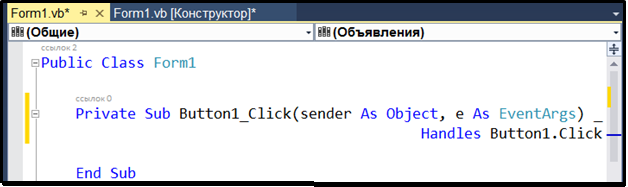 Form1.vb* Form1.vb [Конструктор]*
(Общие) (Объявления)
ссылок 2
Public Class Form1
ссылок 0
Private Sub Button1_Click(sender As Object, e As EventArgs) _
Handles Button1.Click
End Sub